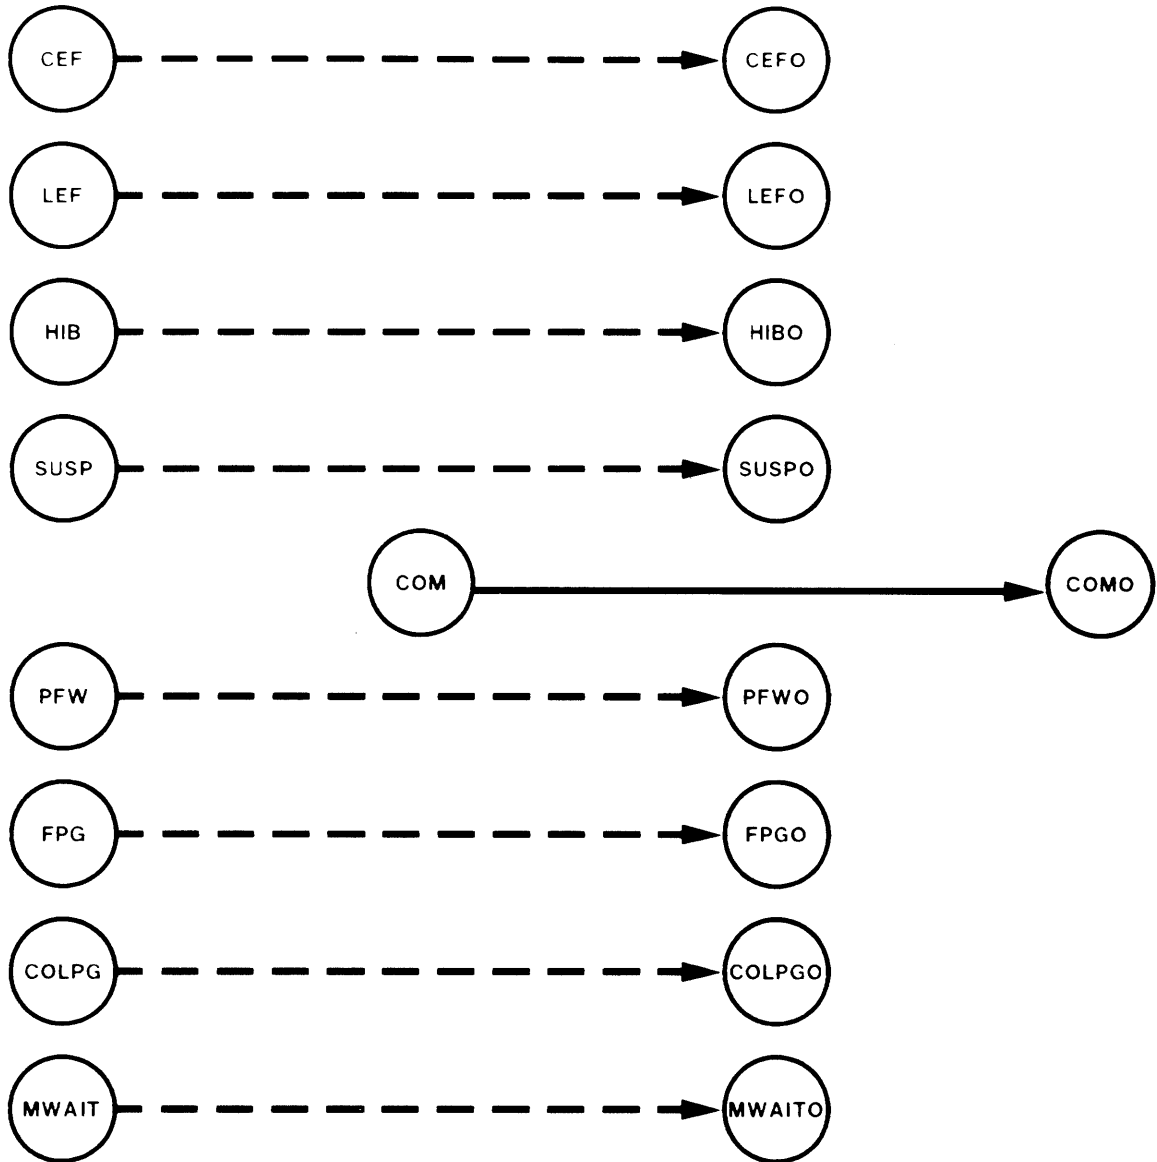 CEF CEFO
LEF LEFO
HIB HIBO
SUSP SUSPO
COM COMO
PFW PFWO
FPG FPGO
COLPG COLPGO
MWAIT MWAITO